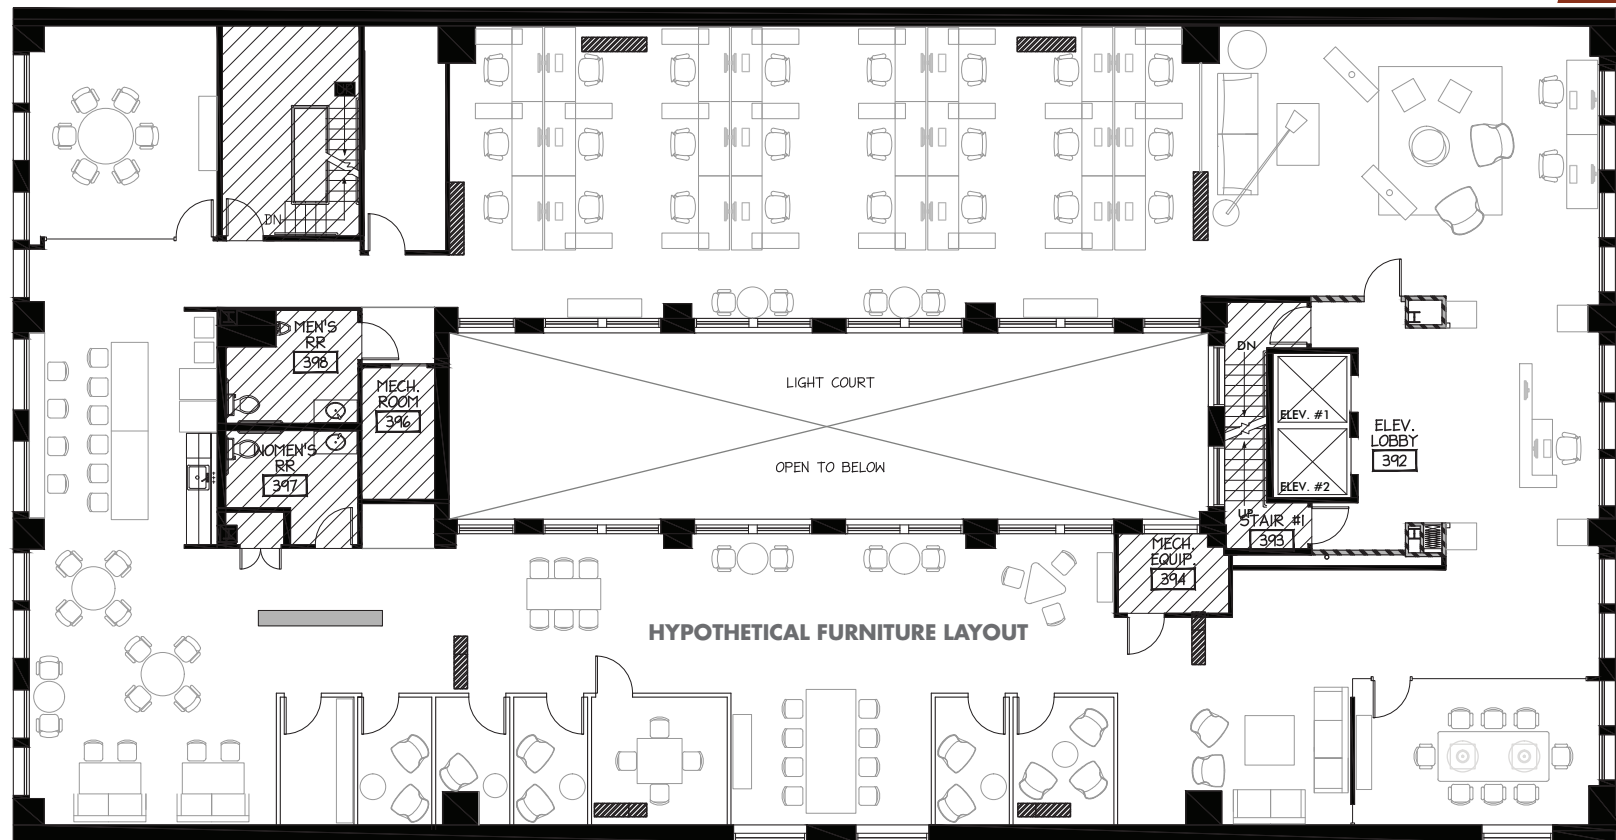 DN
MEN'S
RR
398
MECH.
ROOM
396
WOMEN'S
RR
397
LIGHT COURT
OPEN TO BELOW
DN
ELEV. #1
ELEV. #2
ELEV.
LOBBY
392
UP
STAIR #1
393
MECH.
EQUIP.
394
HYPOTHETICAL FURNITURE LAYOUT